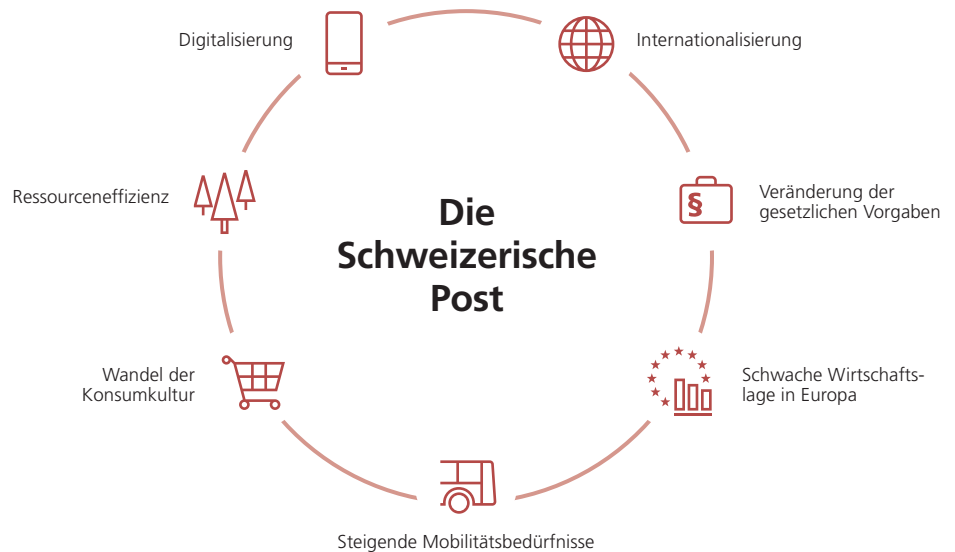 Digitalisierung
Internationalisierung
Ressourceneffizienz
§
Veränderung der
gesetzlichen Vorgaben
Die
Schweizerische
Post
Wandel der
Konsumkultur
Schwache Wirtschafts-
lage in Europa
Steigende Mobilitätsbedürfnisse